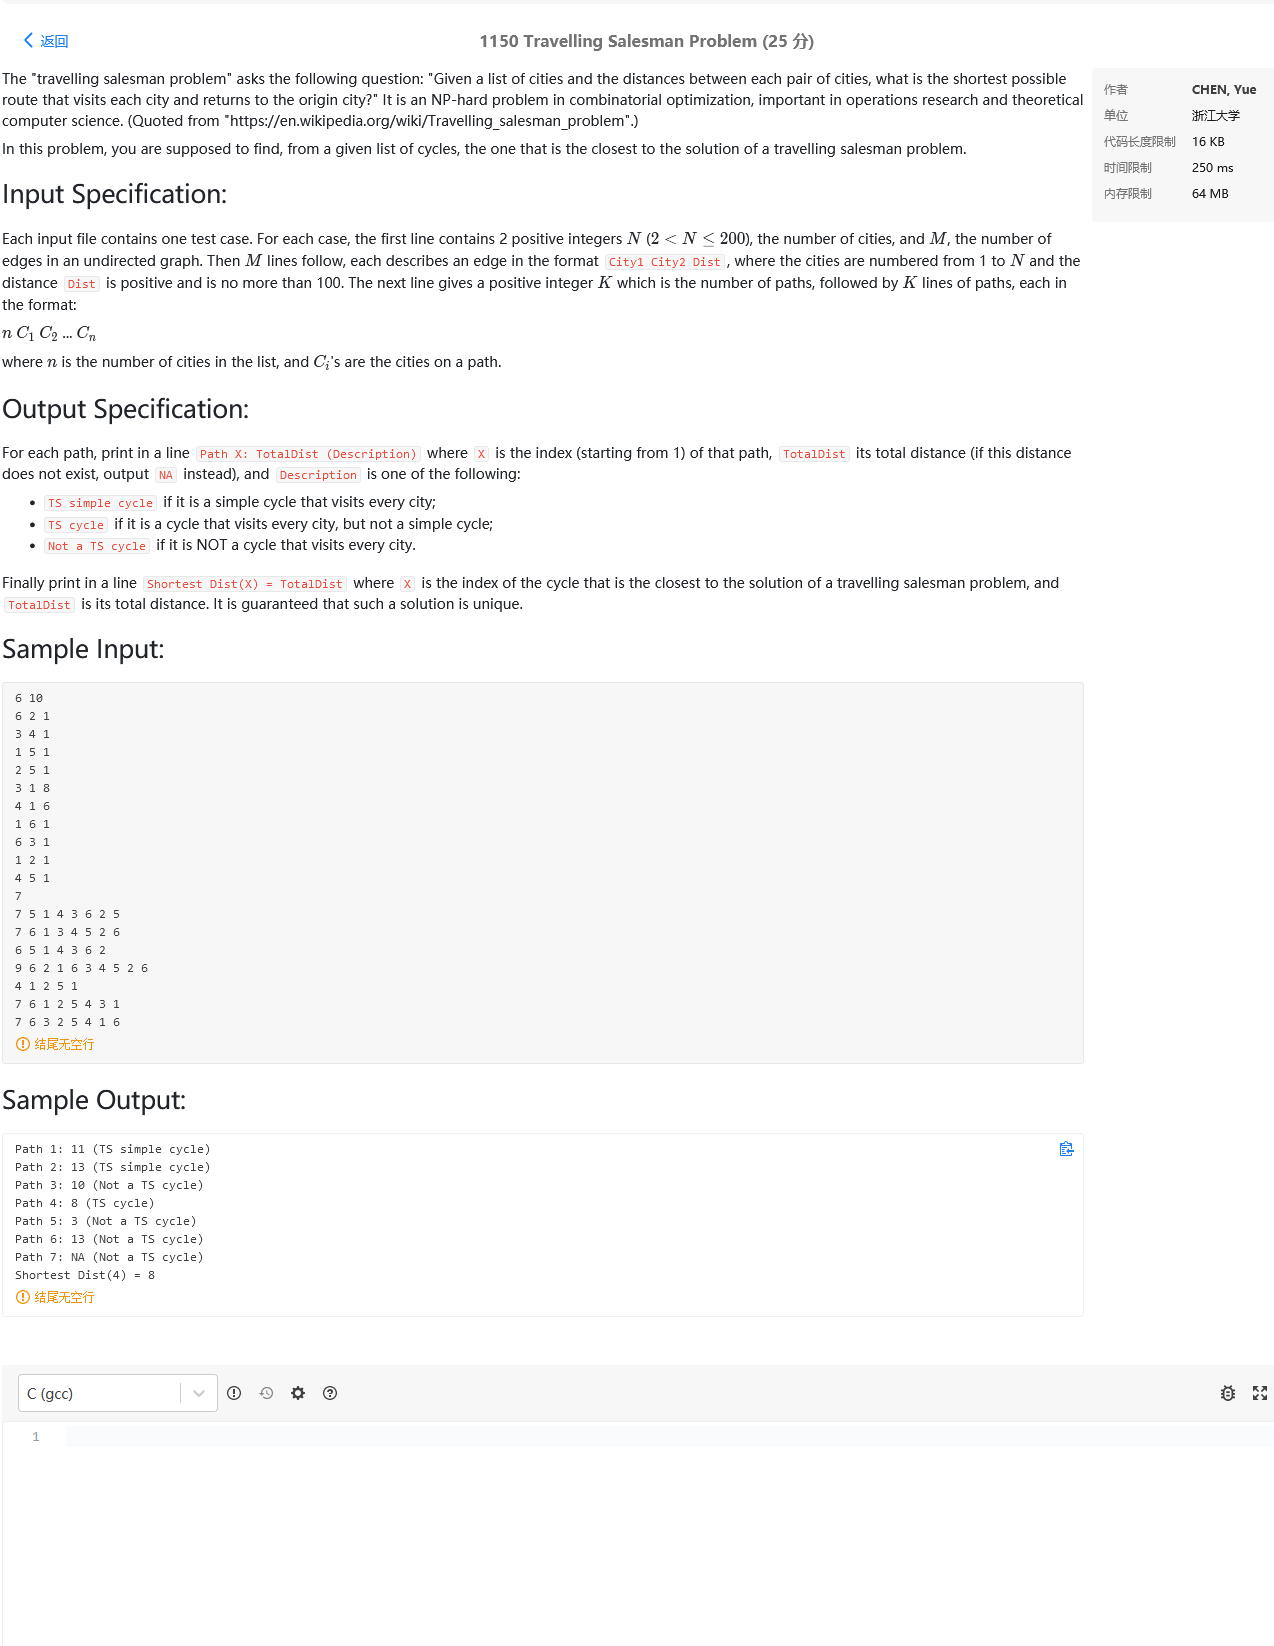 返回
1150 Travelling Salesman Problem (25 分)
The "travelling salesman problem" asks the following question: "Given a list of cities and the distances between each pair of cities, what is the shortest possible
route that visits each city and returns to the origin city?" It is an NP-hard problem in combinatorial optimization, important in operations research and theoretical
computer science. (Quoted from "https://en.wikipedia.org/wiki/Travelling_salesman_problem".)
In this problem, you are supposed to find, from a given list of cycles, the one that is the closest to the solution of a travelling salesman problem.
作者 CHEN, Yue
单位 浙江大学
代码长度限制 16 KB
时间限制 250 ms
内存限制 64 MB
Input Specification:
Each input file contains one test case. For each case, the first line contains 2 positive integers N (2 < N ≤ 200), the number of cities, and M, the number of
edges in an undirected graph. Then M lines follow, each describes an edge in the format City1 City2 Dist, where the cities are numbered from 1 to N and the
distance Dist is positive and is no more than 100. The next line gives a positive integer K which is the number of paths, followed by K lines of paths, each in
the format:
n C1 C2 ... Cn
where n is the number of cities in the list, and Ci's are the cities on a path.
Output Specification:
For each path, print in a line Path X: TotalDist (Description) where X is the index (starting from 1) of that path, TotalDist its total distance (if this distance
does not exist, output NA instead), and Description is one of the following:
• TS simple cycle if it is a simple cycle that visits every city;
• TS cycle if it is a cycle that visits every city, but not a simple cycle;
• Not a TS cycle if it is NOT a cycle that visits every city.
Finally print in a line Shortest Dist(X) = TotalDist where X is the index of the cycle that is the closest to the solution of a travelling salesman problem, and
TotalDist is its total distance. It is guaranteed that such a solution is unique.
Sample Input:
6 10
6 2 1
3 4 1
1 5 1
2 5 1
3 1 8
4 1 6
1 6 1
6 3 1
1 2 1
4 5 1
7
7 5 1 4 3 6 2 5
7 6 1 3 4 5 2 6
6 5 1 4 3 6 2
9 6 2 1 6 3 4 5 2 6
4 1 2 5 1
7 6 1 2 5 4 3 1
7 6 3 2 5 4 1 6
结尾无空行
Sample Output:
Path 1: 11 (TS simple cycle)
Path 2: 13 (TS simple cycle)
Path 3: 10 (Not a TS cycle)
Path 4: 8 (TS cycle)
Path 5: 3 (Not a TS cycle)
Path 6: 13 (Not a TS cycle)
Path 7: NA (Not a TS cycle)
Shortest Dist(4) = 8
结尾无空行
C (gcc)
1